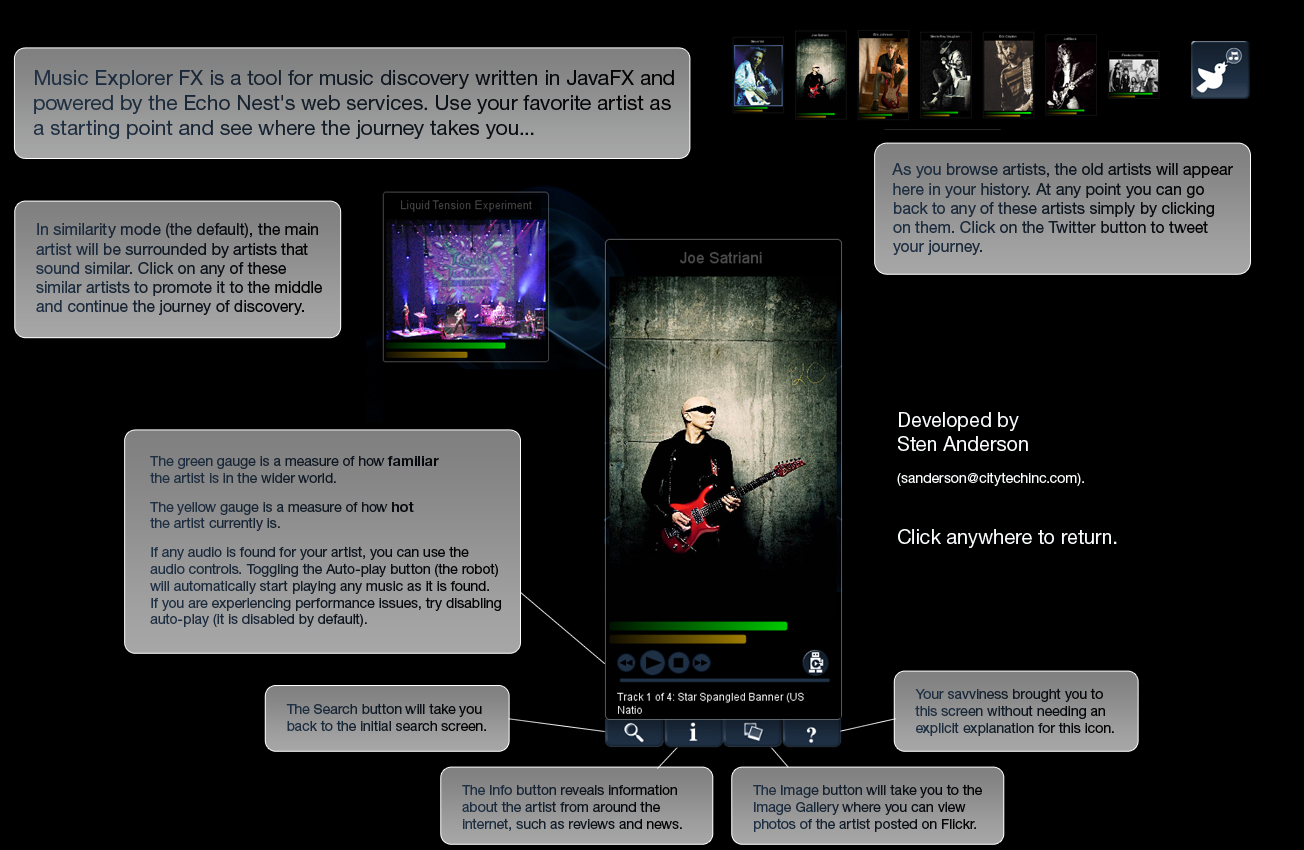 Music Explorer FX is a tool for music discovery written in JavaFX and
powered by the Echo Nest's web services. Use your favorite artist as
a starting point and see where the journey takes you...
Joe Satriani
Eric Johnson
Stevie Ray Vaughan
Eric Clapton
As you browse artists, the old artists will appear
here in your history. At any point you can go
back to any of these artists simply by clicking
on them. Click on the Twitter button to tweet
your journey.
In similarity mode (the default), the main
artist will be surrounded by artists that
sound similar. Click on any of these
similar artists to promote it to the middle
and continue the journey of discovery.
Liquid Tension Experiment
Joe Satriani
Developed by
Sten Anderson
(sanderson@citytechinc.com).
Click anywhere to return.
The green gauge is a measure of how familiar
the artist is in the wider world.
The yellow gauge is a measure of how hot
the artist currently is.
If any audio is found for your artist, you can use the
audio controls. Toggling the Auto-play button (the robot)
will automatically start playing any music as it is found.
If you are experiencing performance issues, try disabling
auto-play (it is disabled by default).
Track 1 of 4: Star Spangled Banner (US
Natio
The Search button will take you
back to the initial search screen.
Your savviness brought you to
this screen without needing an
explicit explanation for this icon.
The Info button reveals information
about the artist from around the
internet, such as reviews and news.
The Image button will take you to the
Image Gallery where you can view
photos of the artist posted on Flickr.